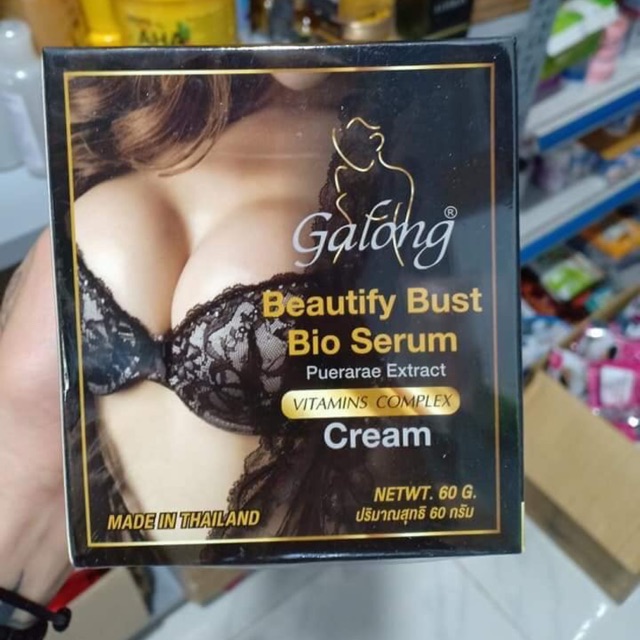 AHA
Galong®
Beautify Bust
Bio Serum
Puerarae Extract
VITAMINS COMPLEX
Cream
NETWT. 60 G.
ปริมาณสุทธิ 60 กรัม
MADE IN THAILAND